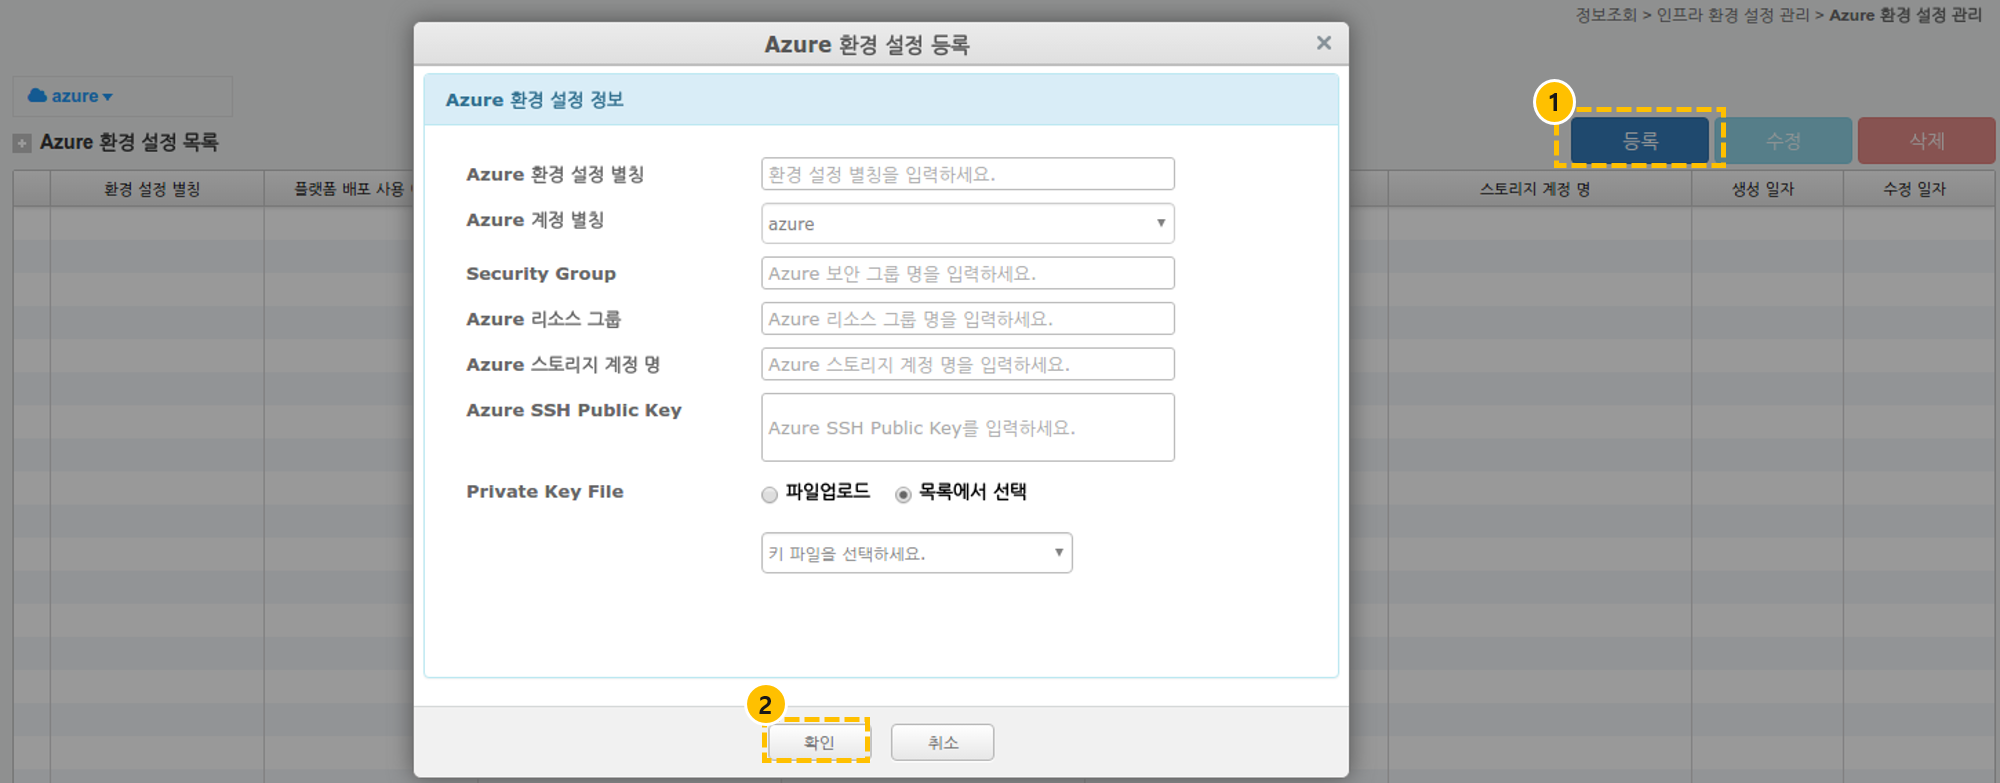 정보조회 > 인프라 환경 설정 관리 > Azure 환경 설정 관리
azure
Azure 환경 설정 목록
1
등록
수정
삭제
환경 설정 별칭
플랫폼 배포 사용
스토리지 계정 명
생성 일자
수정 일자
Azure 환경 설정 등록
Azure 환경 설정 정보
Azure 환경 설정 별칭
환경 설정 별칭을 입력하세요.
Azure 계정 별칭
azure
Security Group
Azure 보안 그룹 명을 입력하세요.
Azure 리소스 그룹
Azure 리소스 그룹 명을 입력하세요.
Azure 스토리지 계정 명
Azure 스토리지 계정 명을 입력하세요.
Azure SSH Public Key
Azure SSH Public Key를 입력하세요.
Private Key File
파일업로드
목록에서 선택
키 파일을 선택하세요.
2
확인
취소